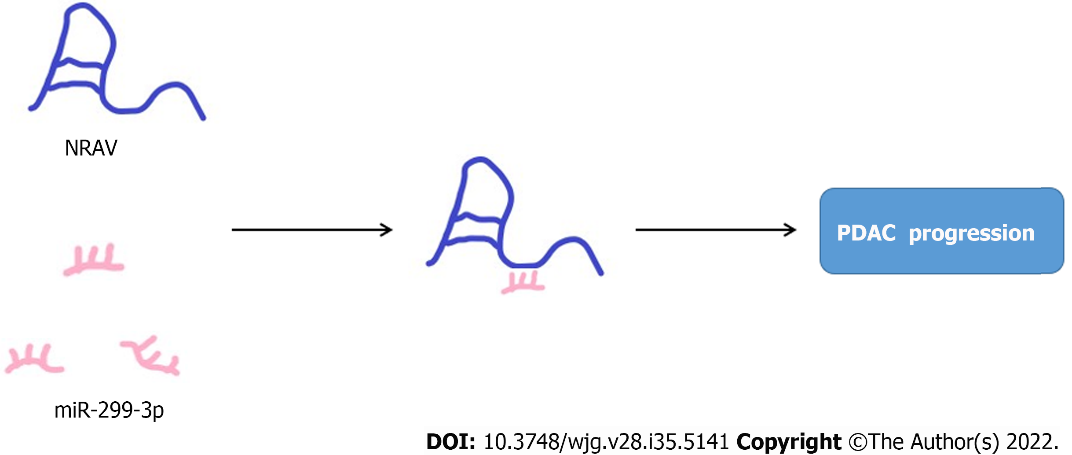 NRAV
PDAC progression
miR-299-3p
DOI: 10.3748/wjg.v28.i35.5141 Copyright ©The Author(s) 2022.